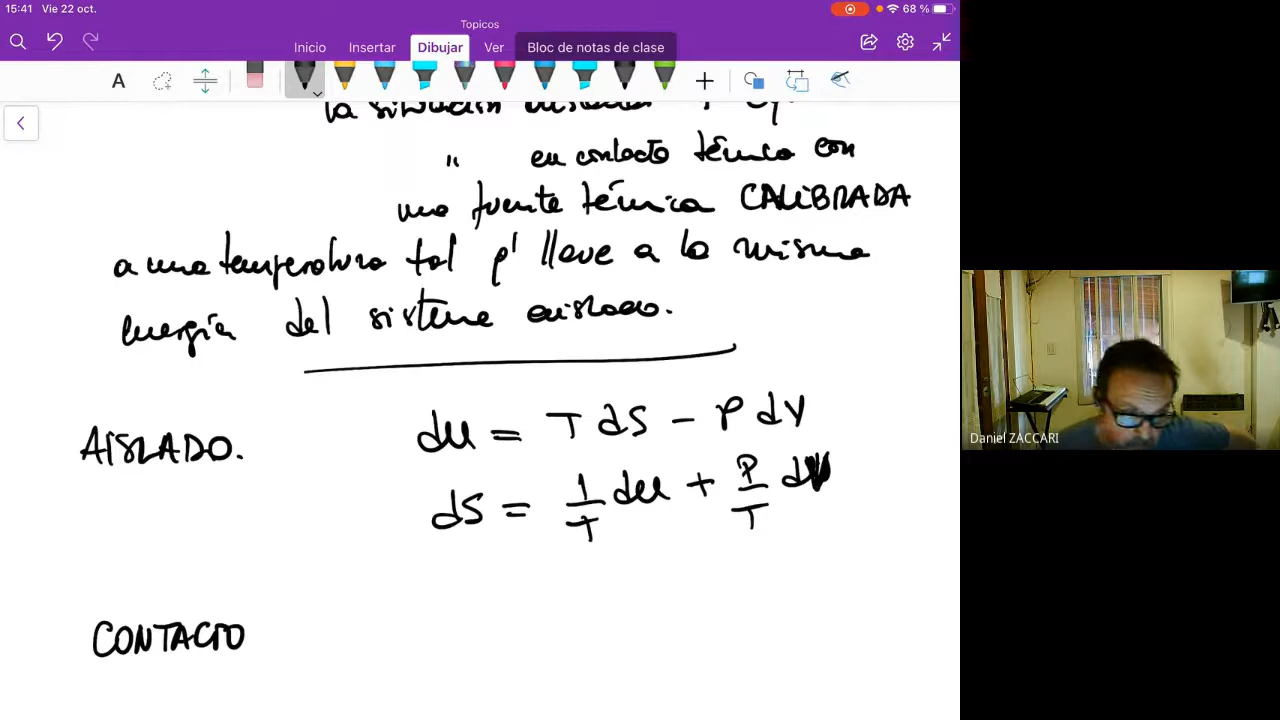 15:41 Vie 22 oct.
68 %
Topicos
Inicio Insertar Dibujar Ver Bloc de notas de clase
A
la situación
" en contacto térmico con
una fuente térmica CALIBRADA
a una temperatura tal q' lleve a la misma
energía del sistema aislado.
AISLADO. du = T dS - P dV
dS = 1/T du + P/T dV
CONTACTO
Daniel ZACCARI